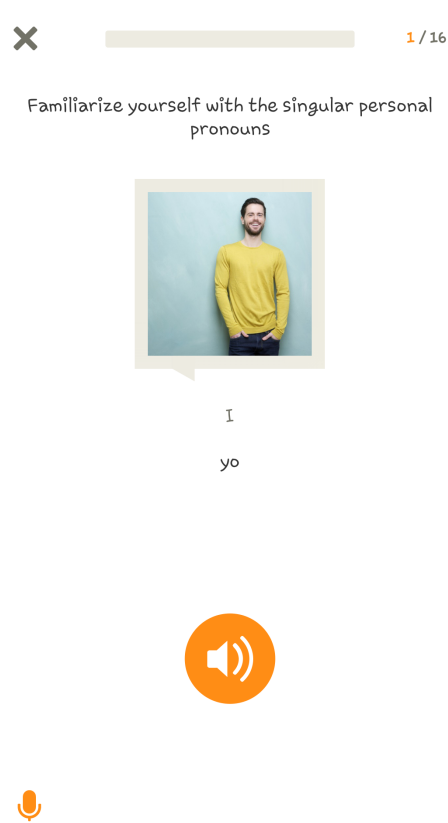 1 / 16
Familiarize yourself with the singular personal
pronouns
I
yo